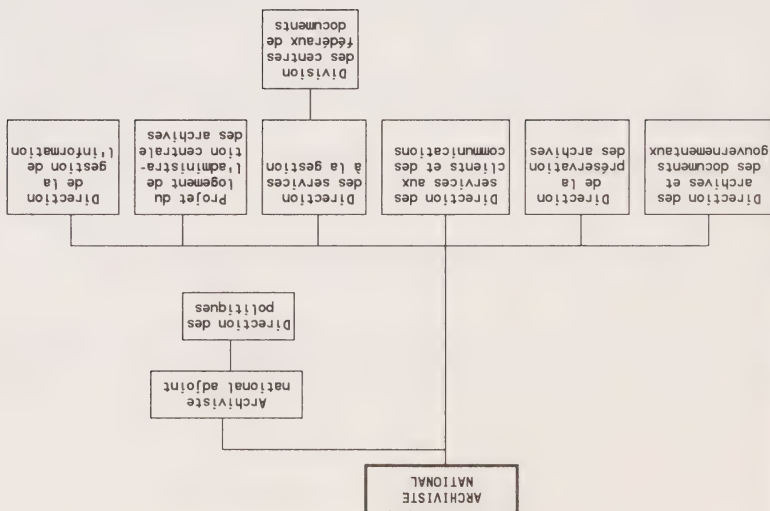 ARCHIVISTE
NATIONAL
Archiviste
national adjoint
Direction des
politiques
Direction des
archives et
des documents
gouvernementaux
Direction
de la
préservation
des archives
Direction des
services aux
clients et des
communications
Direction
des services
à la gestion
Projet du
logement de
l'administra-
tion centrale
des archives
Direction
de la
gestion de
l'information
Division
des centres
fédéraux de
documents